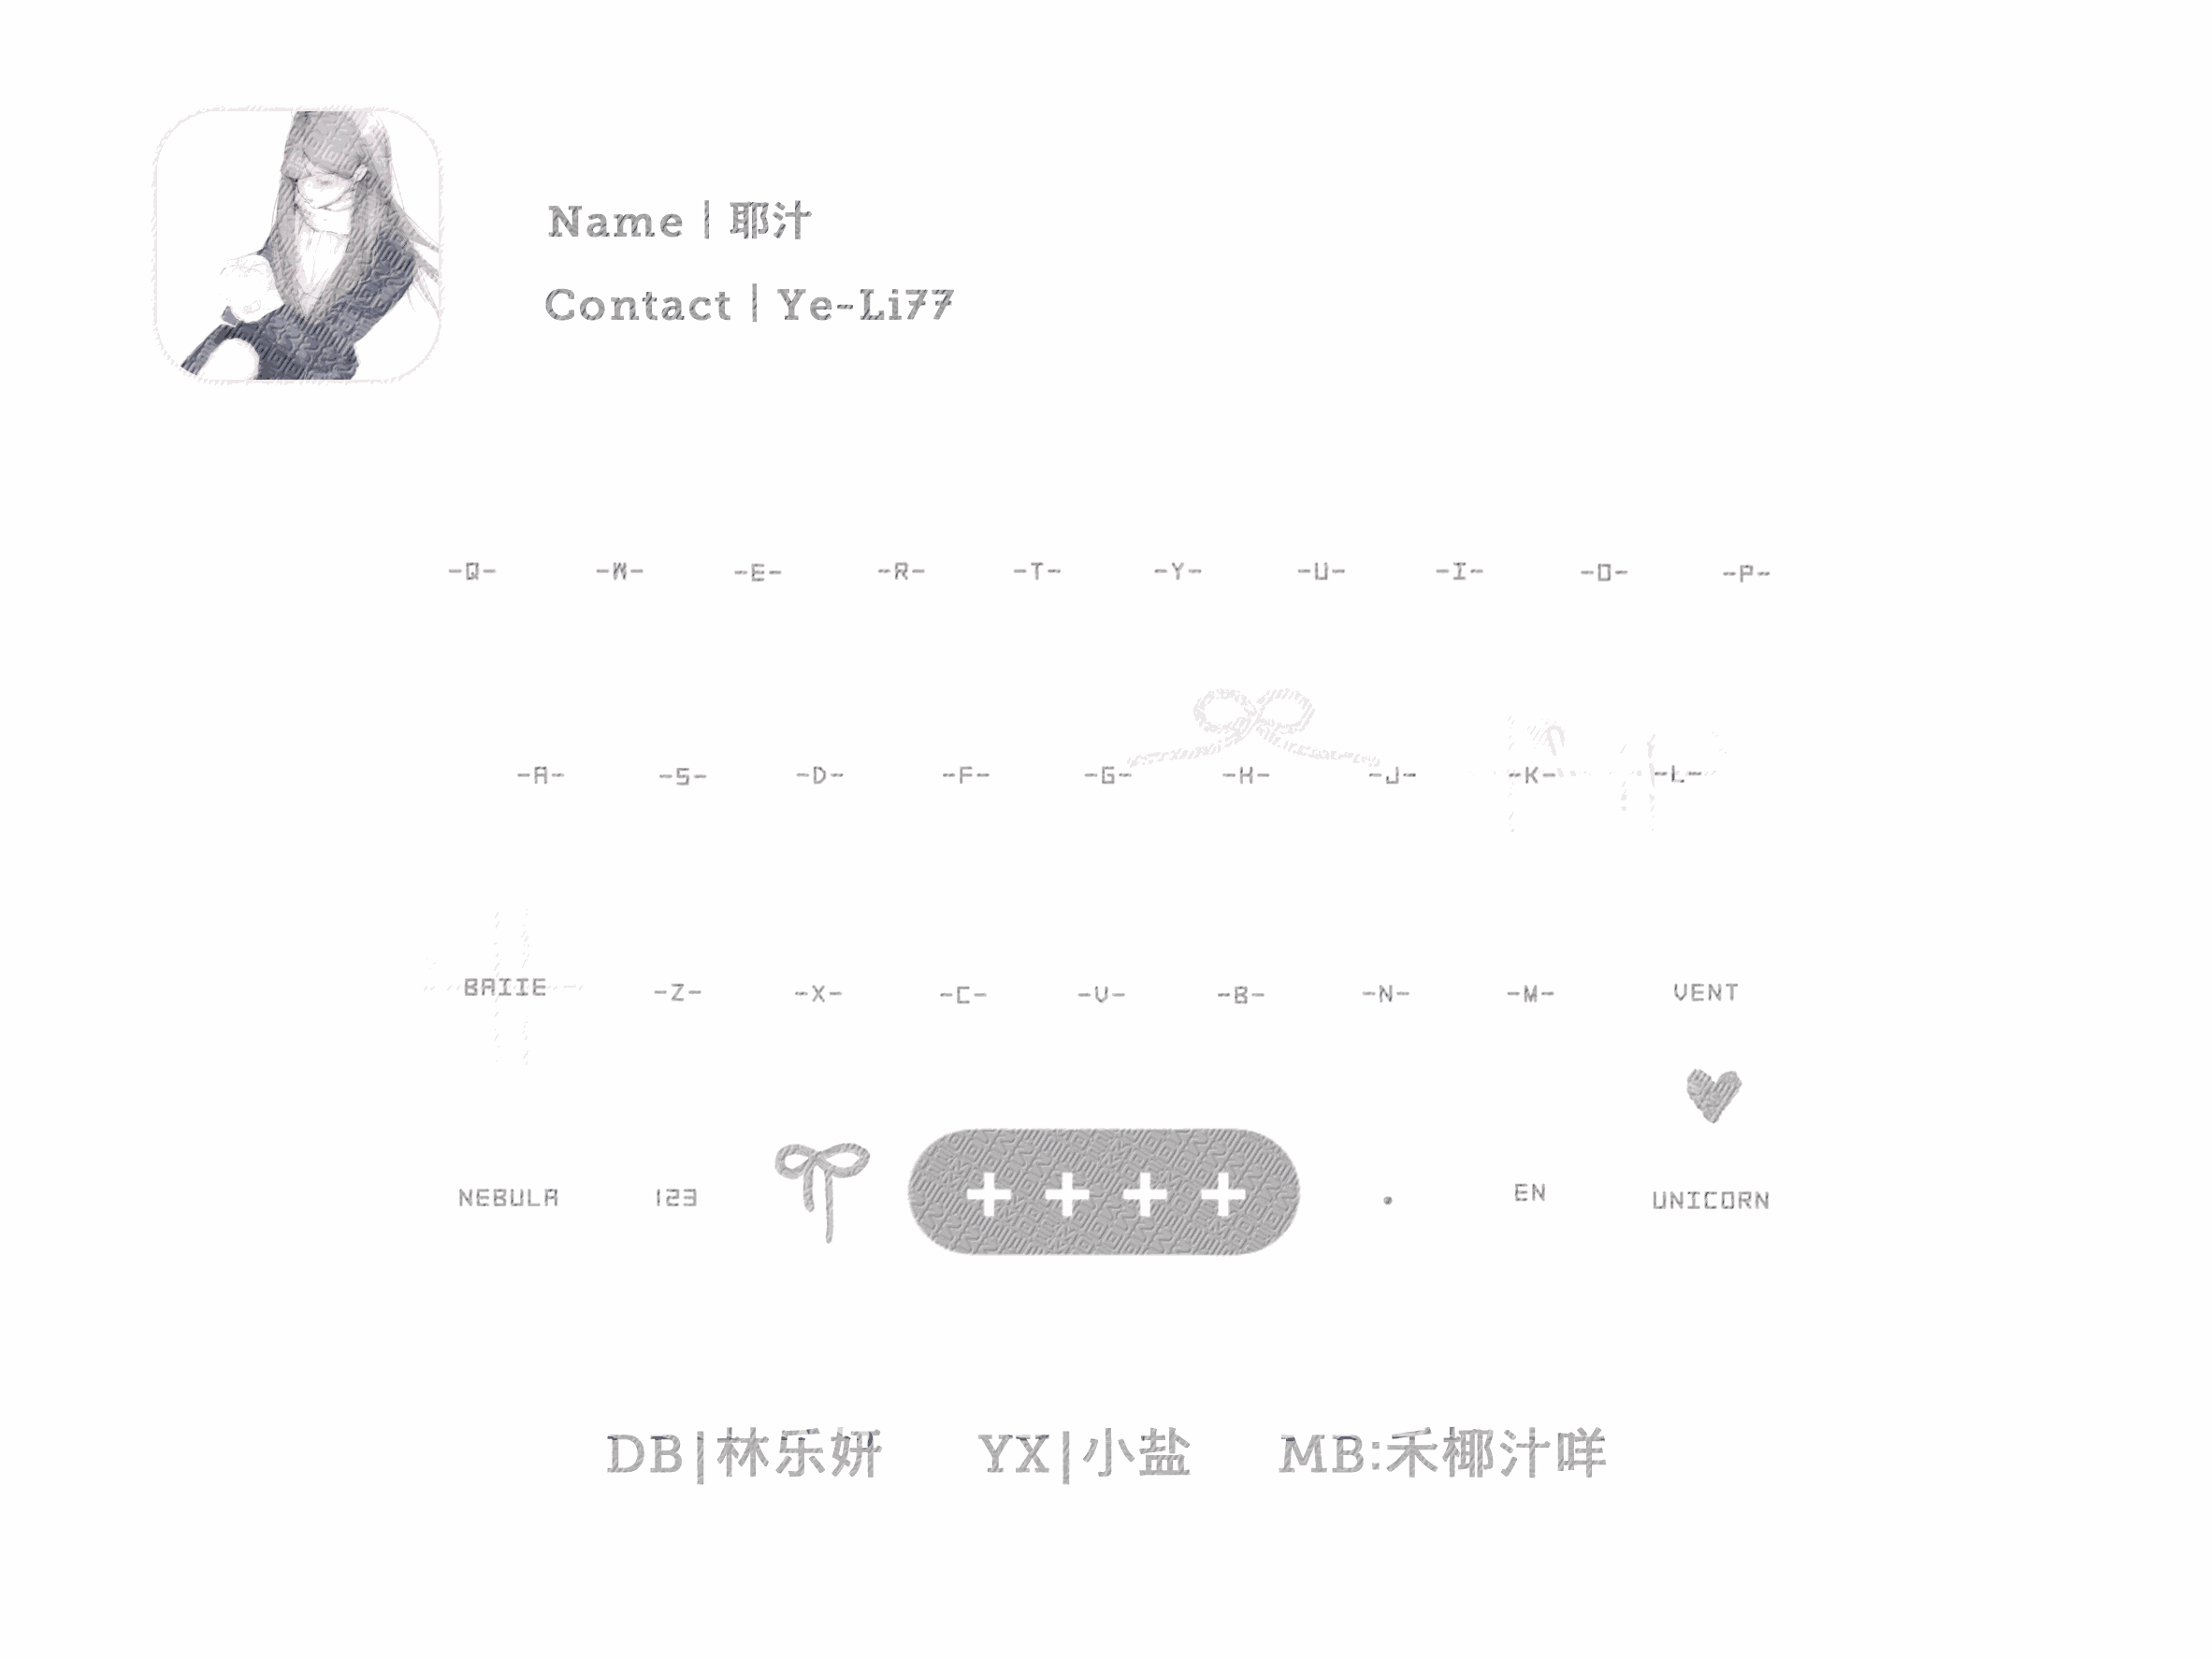 Name | 耶汁
Contact | Ye-Li77
-Q- -W- -E- -R- -T- -Y- -U- -I- -O- -P-
-A- -S- -D- -F- -G- -H- -J- -K- -L-
BAIIE -Z- -X- -C- -V- -B- -N- -M- VENT
NEBULA 123 . EN UNICORN
DB|林乐妍 YX|小盐 MB:禾椰汁咩